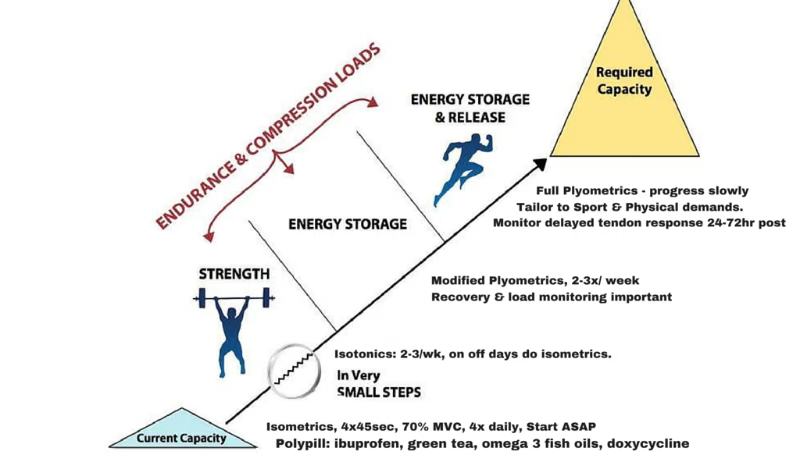 ENDURANCE & COMPRESSION LOADS
ENERGY STORAGE
& RELEASE
Required
Capacity
Full Plyometrics - progress slowly
Tailor to Sport & Physical demands.
Monitor delayed tendon response 24-72hr post
ENERGY STORAGE
STRENGTH
Modified Plyometrics, 2-3x/ week
Recovery & load monitoring important
Isotonics: 2-3/wk, on off days do isometrics.
In Very
SMALL STEPS
Current Capacity
Isometrics, 4x45sec, 70% MVC, 4x daily, Start ASAP
Polypill: ibuprofen, green tea, omega 3 fish oils, doxycycline